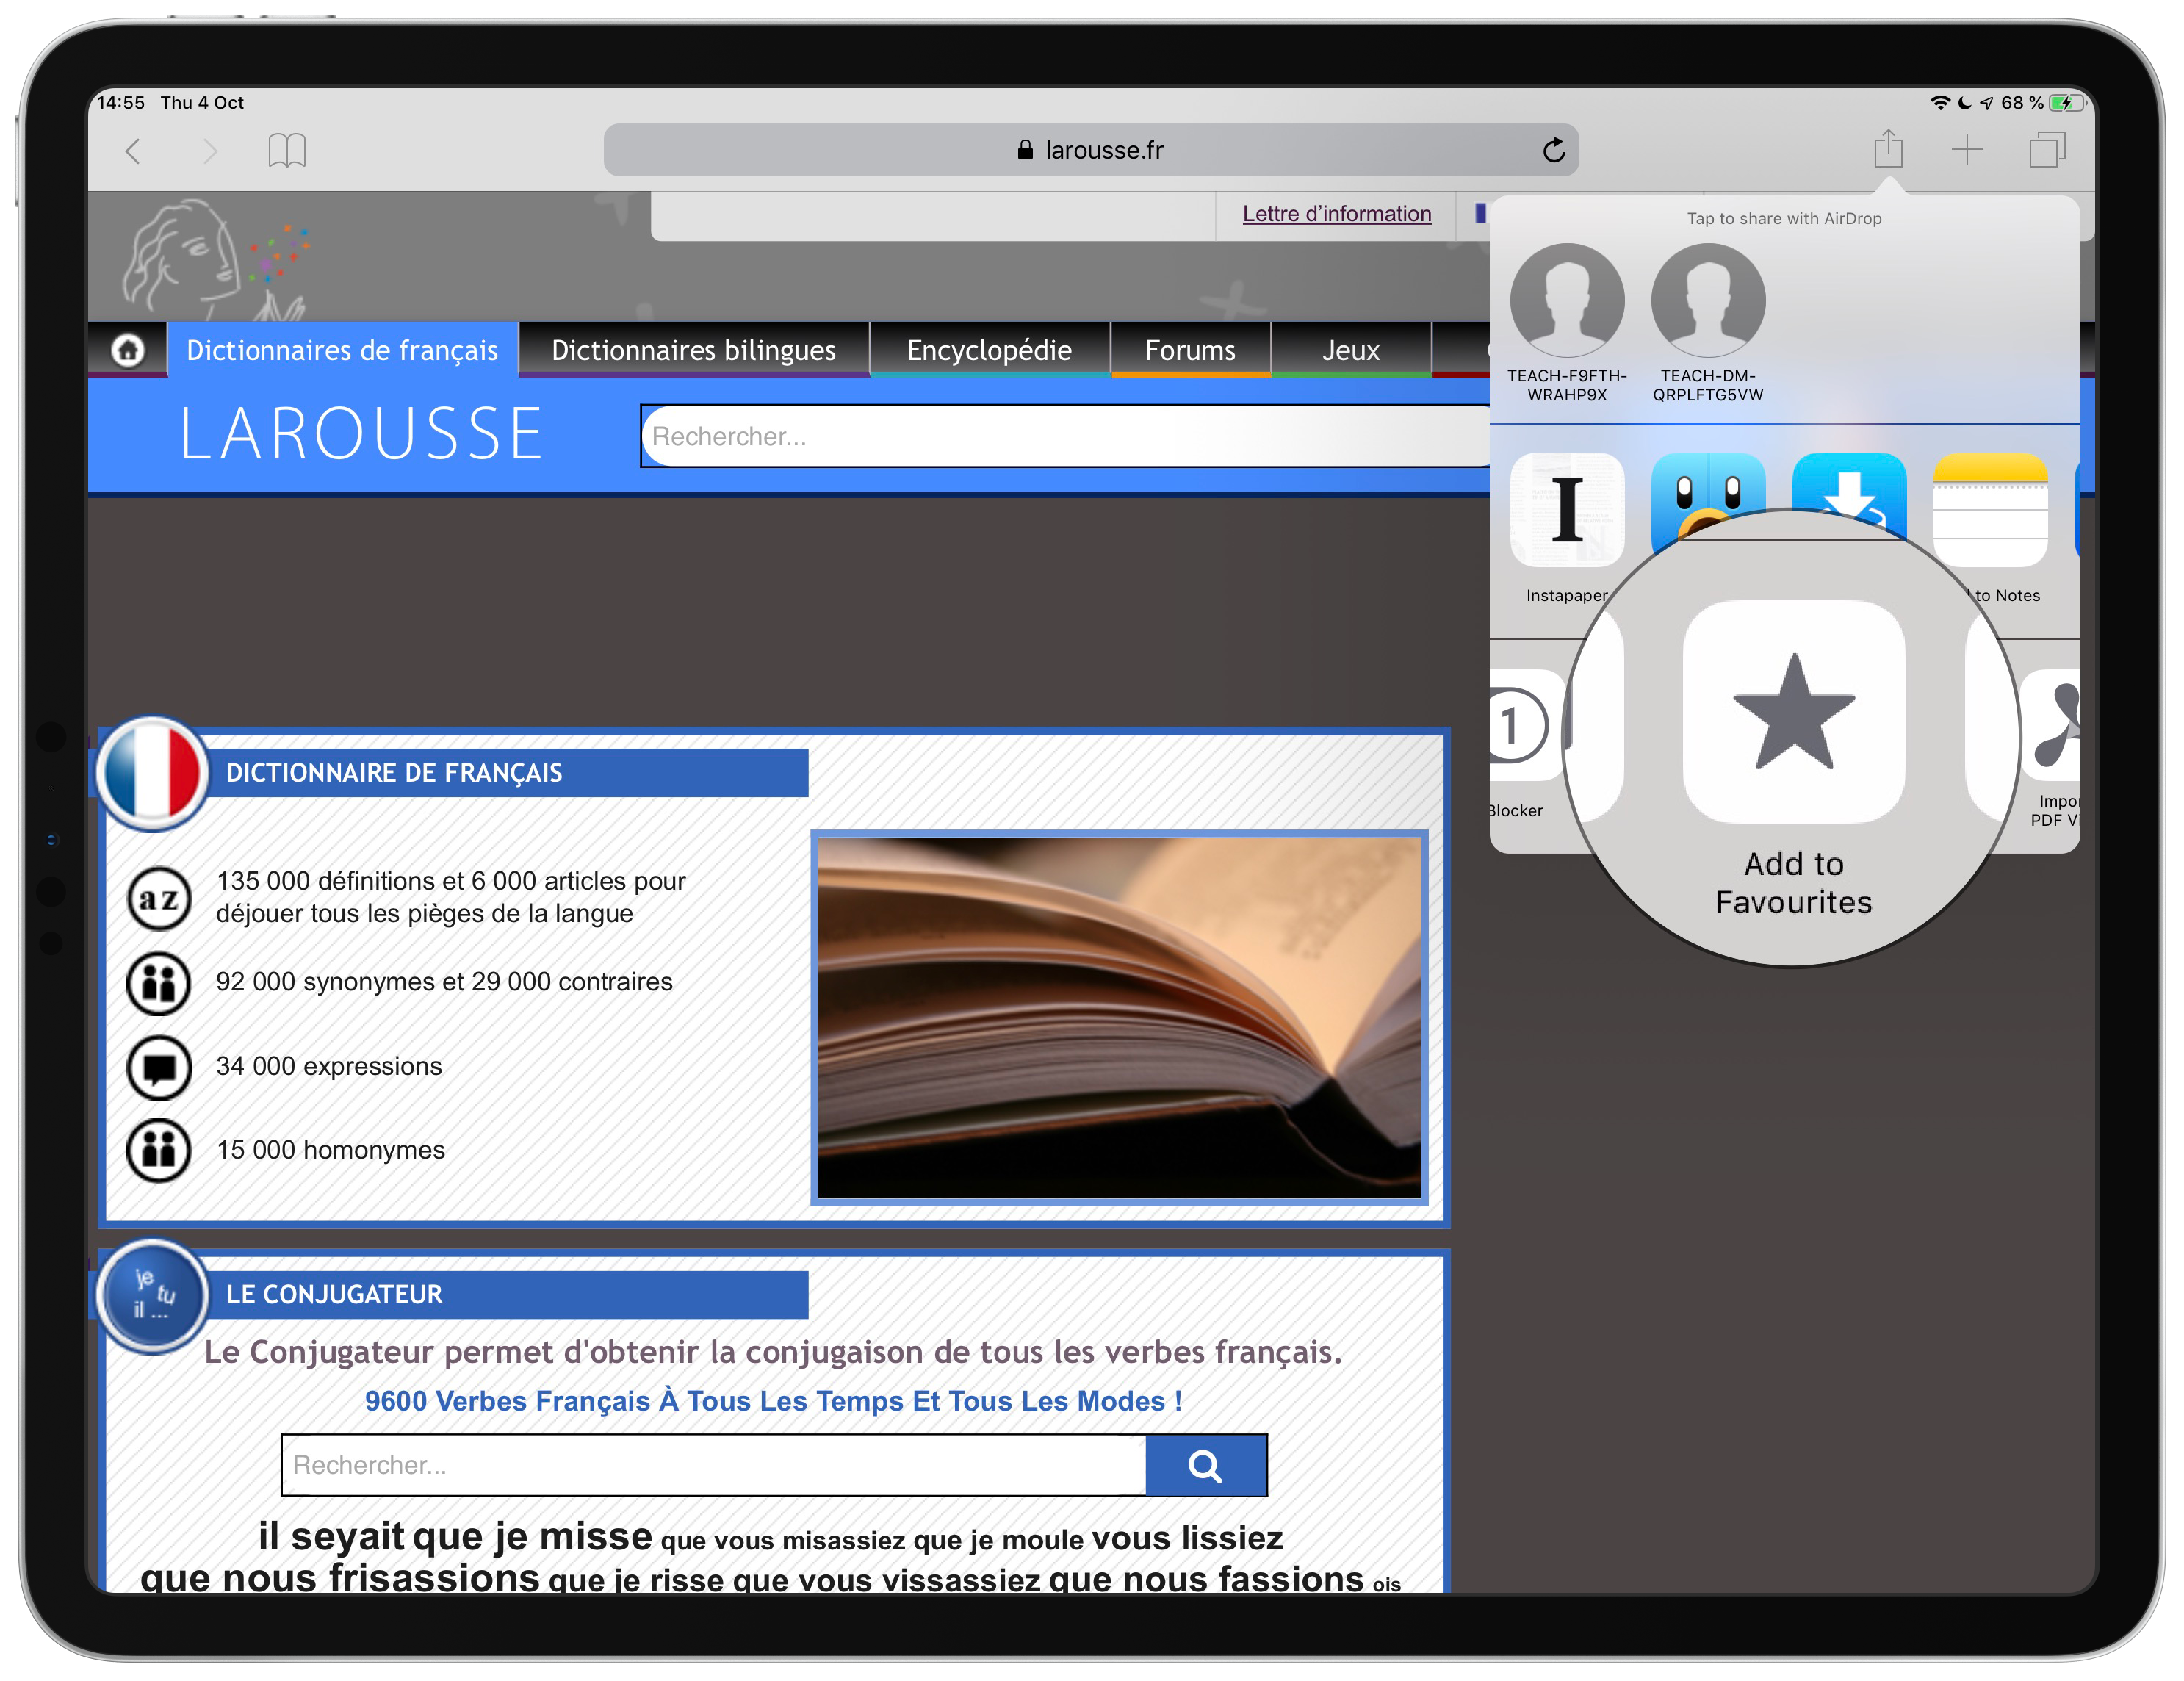 14:55 Thu 4 Oct
68 %
larousse.fr
Lettre d'information
Tap to share with AirDrop
TEACH-F9FTH-
WRAHP9X
TEACH-DM-
QRPLFTG5VW
Dictionnaires de français
Dictionnaires bilingues
Encyclopédie
Forums
Jeux
LAROUSSE
Rechercher...
I
Instapaper
to Notes
1
Blocker
PDF
Add to
Favourites
DICTIONNAIRE DE FRANÇAIS
a z
135 000 définitions et 6 000 articles pour
déjouer tous les pièges de la langue
92 000 synonymes et 29 000 contraires
34 000 expressions
15 000 homonymes
je
tu
il ...
LE CONJUGATEUR
Le Conjugateur permet d'obtenir la conjugaison de tous les verbes français.
9600 Verbes Français À Tous Les Temps Et Tous Les Modes !
Rechercher...
il seyait que je misse que vous misassiez que je moule vous lissiez
que nous frisassions que je risse que vous vissassiez que nous fassions ois